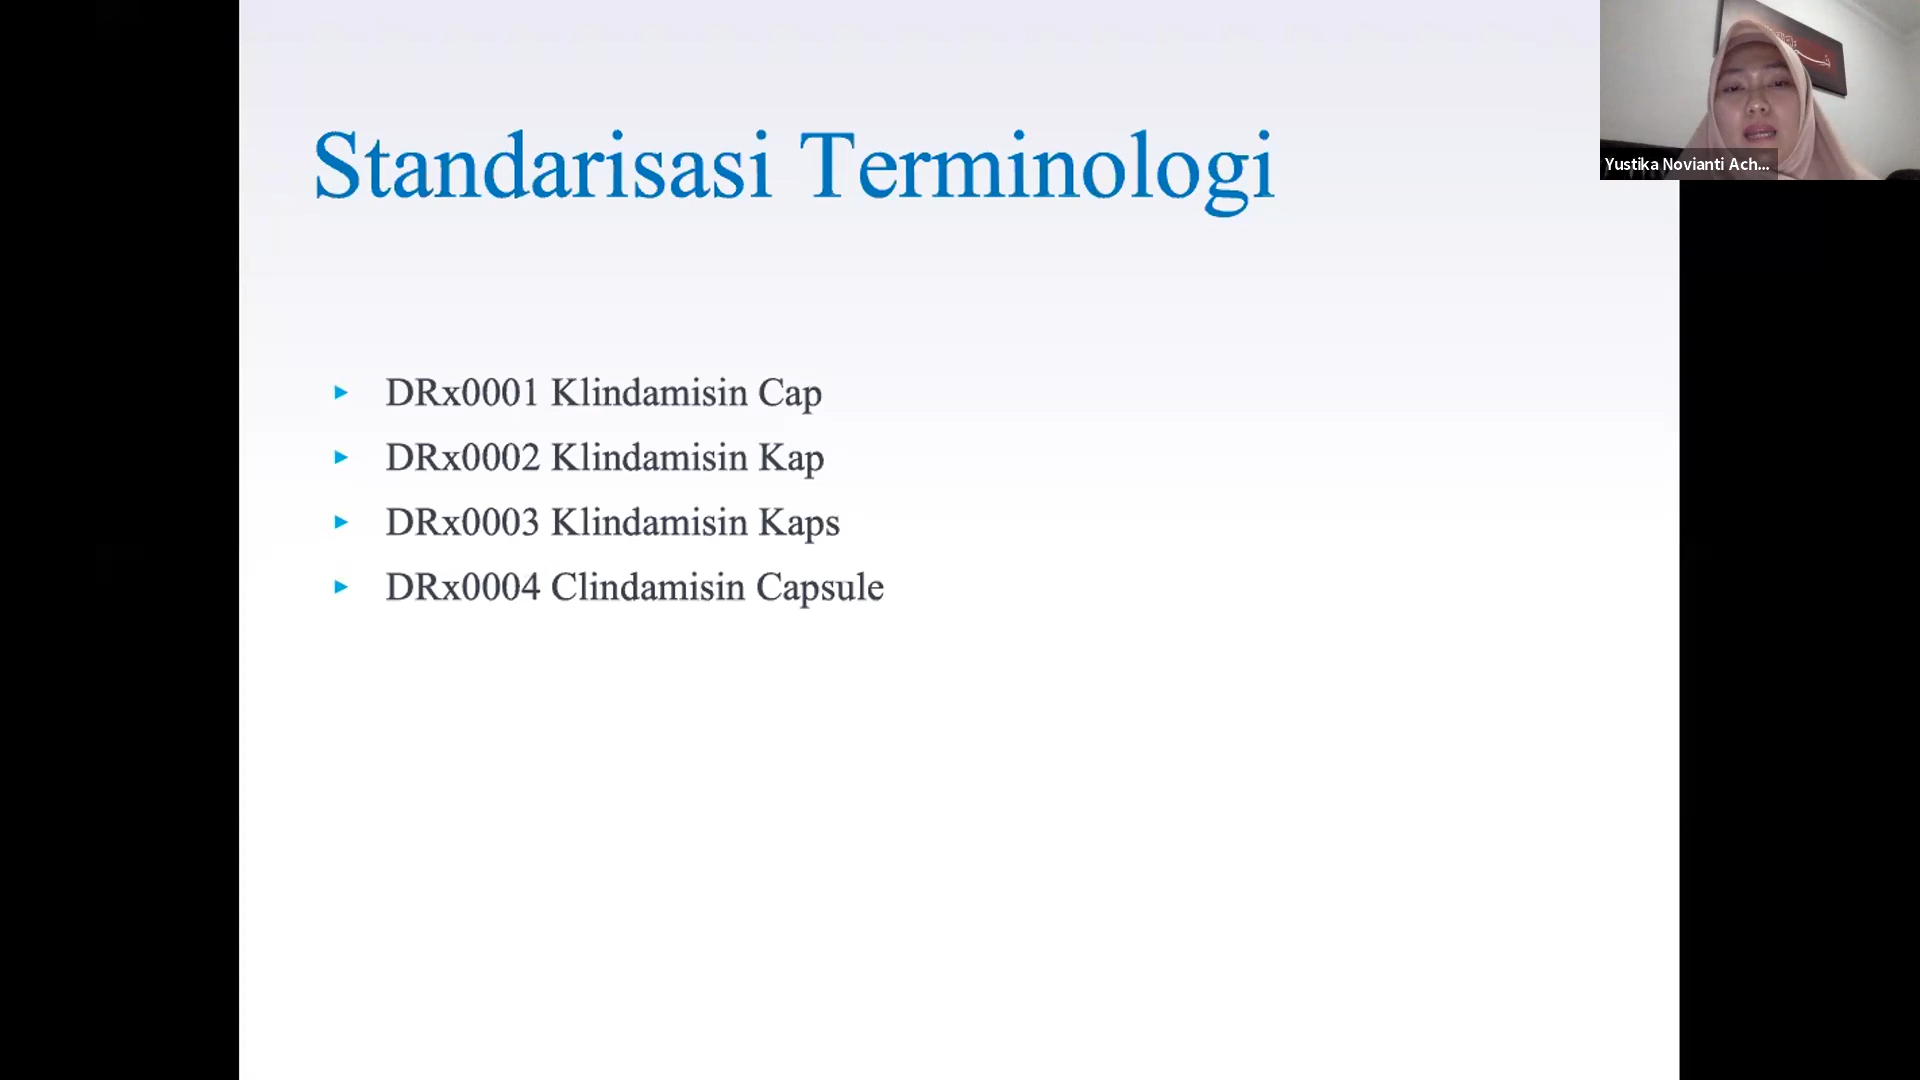 Standarisasi Terminologi
DRx0001 Klindamisin Cap
DRx0002 Klindamisin Kap
DRx0003 Klindamisin Kaps
DRx0004 Clindamisin Capsule
Yustika Novianti Ach...